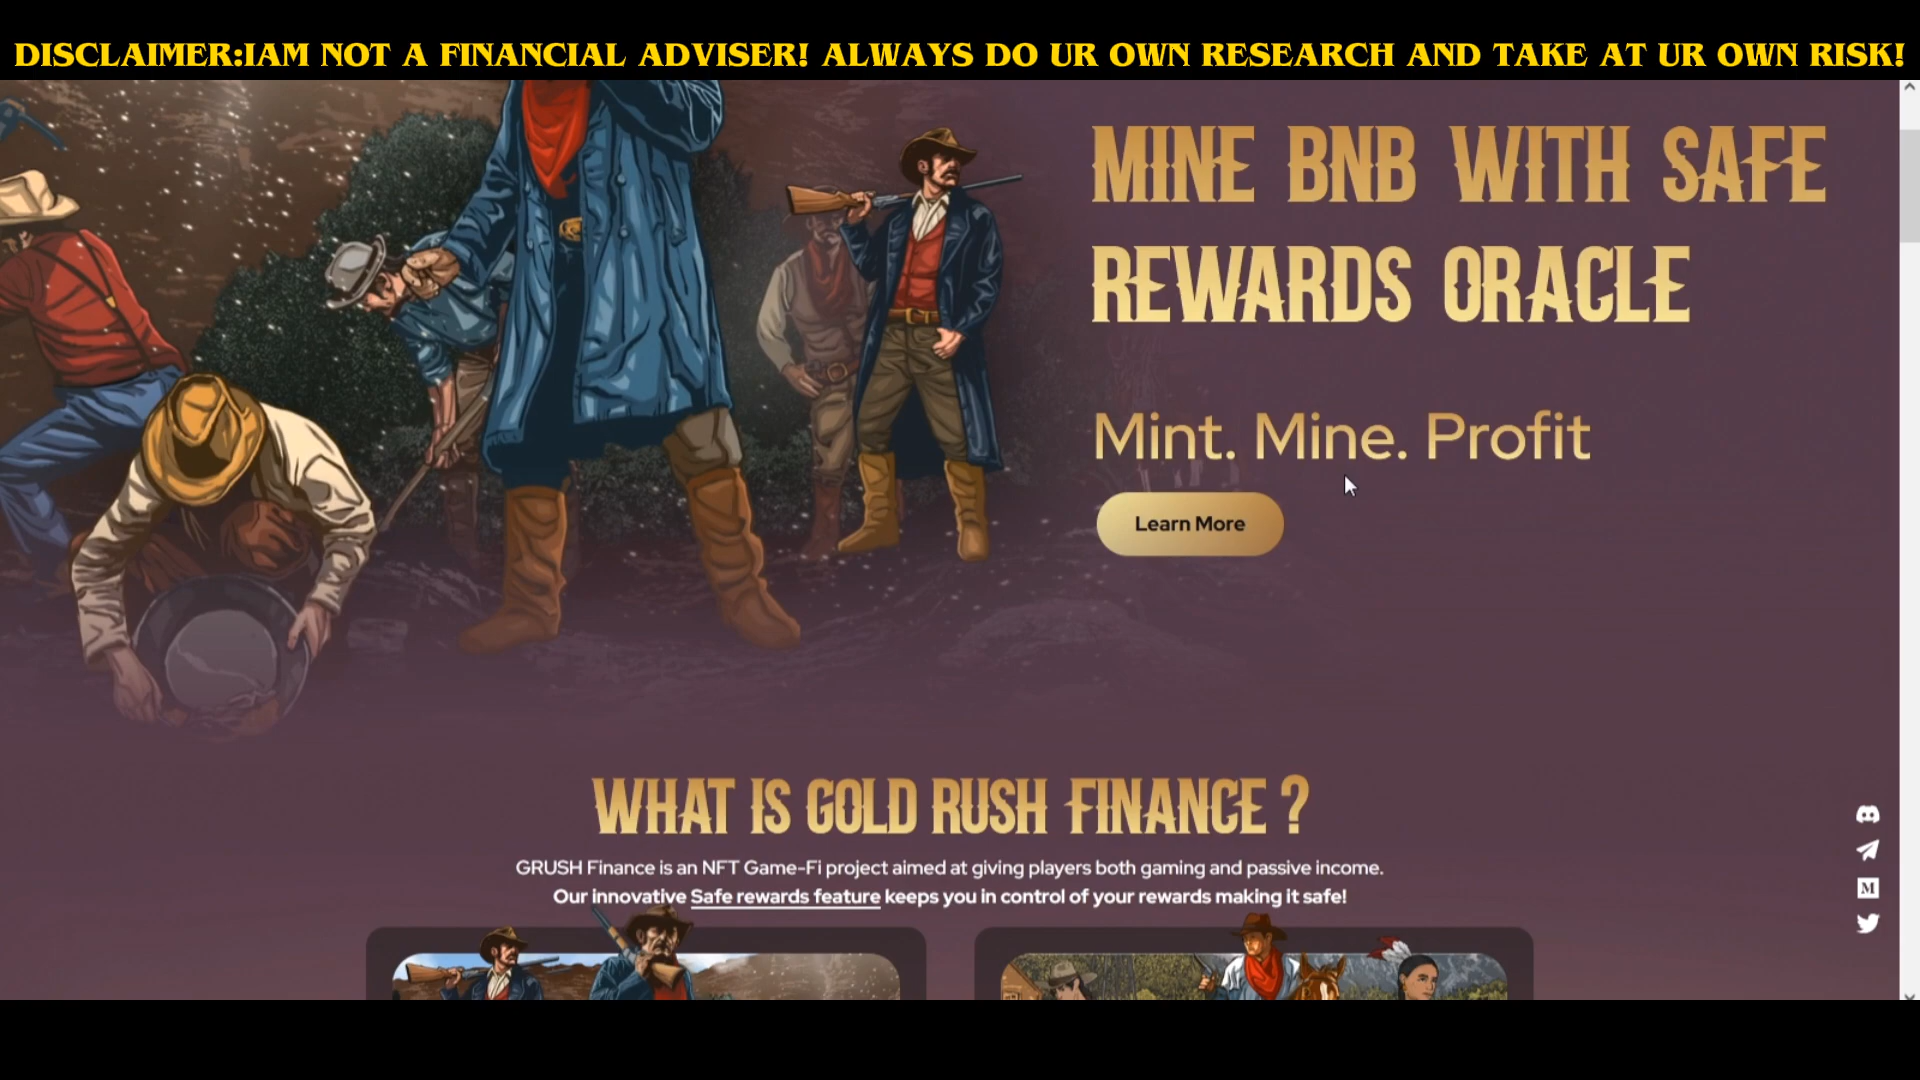 DISCLAIMER:IAM NOT A FINANCIAL ADVISER! ALWAYS DO UR OWN RESEARCH AND TAKE AT UR OWN RISK!
MINE BNB WITH SAFE
REWARDS ORACLE
Mint. Mine. Profit
Learn More
WHAT IS GOLD RUSH FINANCE ?
GRUSH Finance is an NFT Game-Fi project aimed at giving players both gaming and passive income.
Our innovative Safe rewards feature keeps you in control of your rewards making it safe!